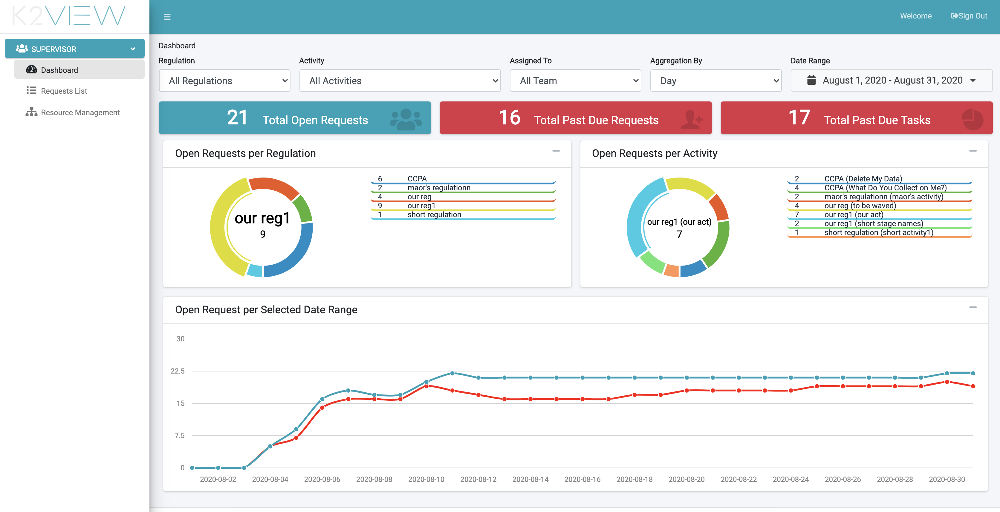 K2VIEW
Welcome
Sign Out
SUPERVISOR
Dashboard
Requests List
Resource Management
Dashboard
Regulation
Activity
Assigned To
Aggregation By
Date Range
All Regulations
All Activities
All Team
Day
August 1, 2020 - August 31, 2020
21 Total Open Requests
16 Total Past Due Requests
17 Total Past Due Tasks
Open Requests per Regulation
our reg1
9
6 CCPA
2 maor's regulationn
4 our reg
9 our reg1
1 short regulation
Open Requests per Activity
our reg1 (our act)
7
2 CCPA (Delete My Data)
4 CCPA (What Do You Collect on Me?)
2 maor's regulationn (maor's activity)
4 our reg (to be waved)
7 our reg1 (our act)
2 our reg1 (short stage names)
1 short regulation (short activity1)
Open Request per Selected Date Range
30
22.5
15
7.5
0
2020-08-02 2020-08-04 2020-08-06 2020-08-08 2020-08-10 2020-08-12 2020-08-14 2020-08-16 2020-08-18 2020-08-20 2020-08-22 2020-08-24 2020-08-26 2020-08-28 2020-08-30